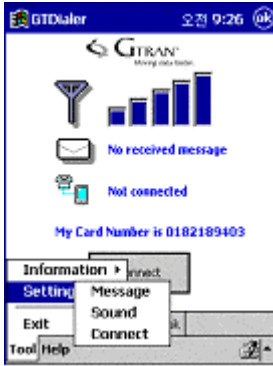 GTDialer 오전 9:26 ok
GTRAN
Moving data faster.
No received message
Not connected
My Card Number is 0182189403
Information
nnect
Setting
Message
Sound
Exit
Connect
Tool Help